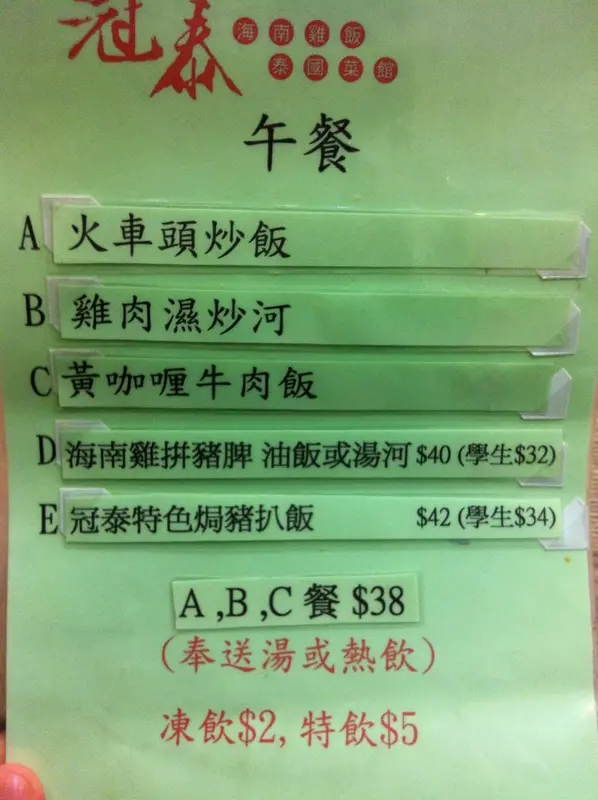 冠泰 海南雞飯
泰國菜館
午餐
A 火車頭炒飯
B 雞肉濕炒河
C 黃咖喱牛肉飯
D 海南雞拼豬脾 油飯或湯河 $40 (學生$32)
E 冠泰特色焗豬扒飯 $42 (學生$34)
A ,B ,C 餐 $38
(奉送湯或熱飲)
凍飲$2, 特飲$5